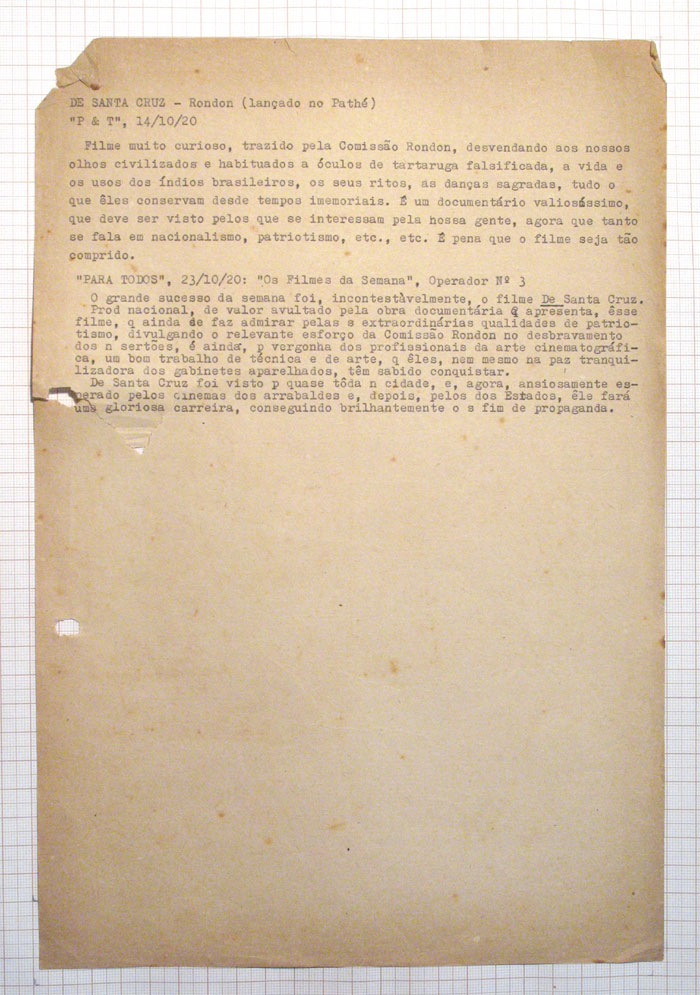 DE SANTA CRUZ - Rondon (lançado no Pathé)
"P & T", 14/10/20
Filme muito curioso, trazido pela Comissão Rondon, desvendando aos nossos
olhos civilizados e habituados a óculos de tartaruga falsificada, a vida e
os usos dos índios brasileiros, os seus ritos, as danças sagradas, tudo o
que êles conservam desde tempos imemoriais. É um documentário valiosíssimo,
que deve ser visto pelos que se interessam pela nossa gente, agora que tanto
se fala em nacionalismo, patriotismo, etc., etc. É pena que o filme seja tão
comprido.
"PARA TODOS", 23/10/20: "Os Filmes da Semana", Operador Nº 3
O grande sucesso da semana foi, incontestàvelmente, o filme De Santa Cruz.
Prod nacional, de valor avultado pela obra documentária q apresenta, êsse
filme, q ainda se faz admirar pelas s extraordinárias qualidades de patrio-
tismo, divulgando o relevante esforço da Comissão Rondon no desbravamento
dos n sertões, é ainda, p vergonha dos profissionais da arte cinematográfi-
ca, um bom trabalho de técnica e de arte, q êles, nem mesmo na paz tranqui-
lizadora dos gabinetes aparelhados, têm sabido conquistar.
De Santa Cruz foi visto p quase tôda n cidade, e, agora, ansiosamente es-
perado pelos cinemas dos arrabaldes e, depois, pelos dos Estados, êle fará
uma gloriosa carreira, conseguindo brilhantemente o s fim de propaganda.